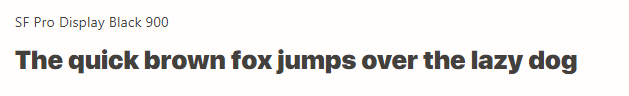 SF Pro Display Black 900
The quick brown fox jumps over the lazy dog